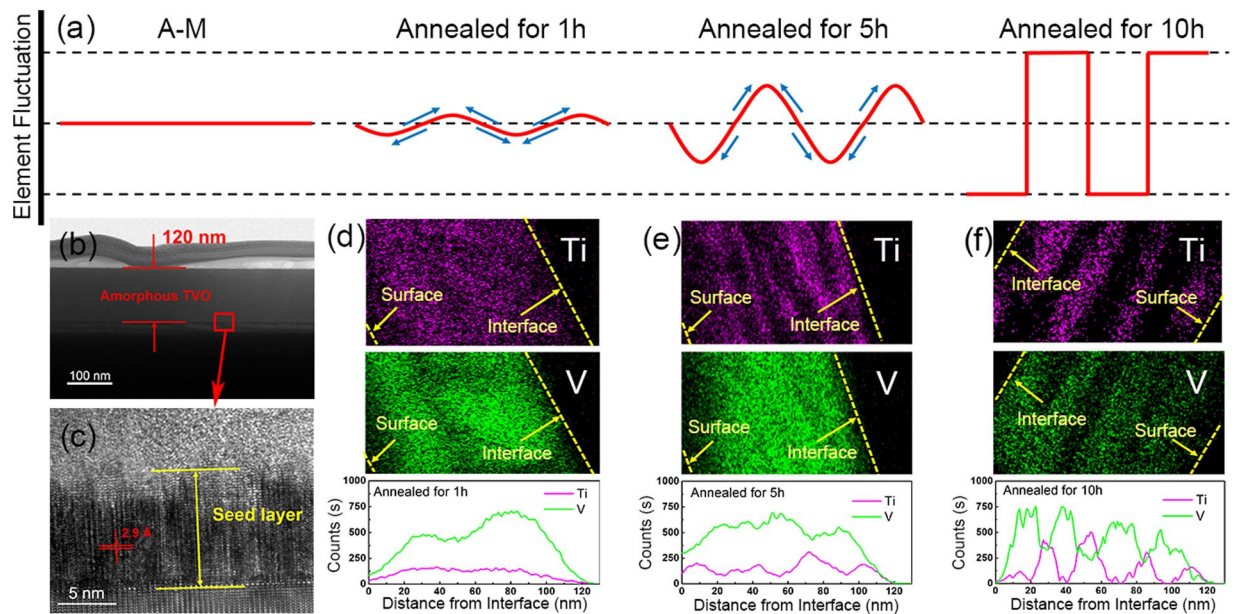 Element Fluctuation
(a)
A-M
Annealed for 1h
Annealed for 5h
Annealed for 10h
(b)
120 nm
Amorphous TVO
100 nm
(c)
Seed layer
2.9 Å
5 nm
(d)
Ti
Surface
Interface
V
Surface
Interface
Annealed for 1h
Ti
V
Counts (s)
1000
750
500
250
0
0 20 40 60 80 100 120
Distance from Interface (nm)
(e)
Ti
Surface
Interface
V
Surface
Interface
Annealed for 5h
Ti
V
Counts (s)
1000
750
500
250
0
0 20 40 60 80 100 120
Distance from Interface (nm)
(f)
Ti
Interface
Surface
V
Interface
Surface
Annealed for 10h
Ti
V
Counts (s)
1000
750
500
250
0
0 20 40 60 80 100 120
Distance from Interface (nm)